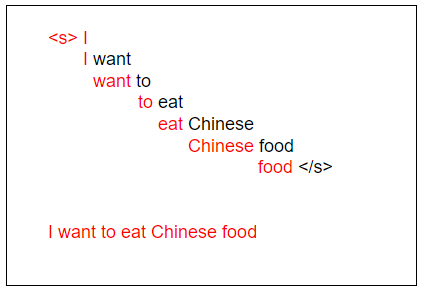 <s> I
I want
want to
to eat
eat Chinese
Chinese food
food </s>
I want to eat Chinese food